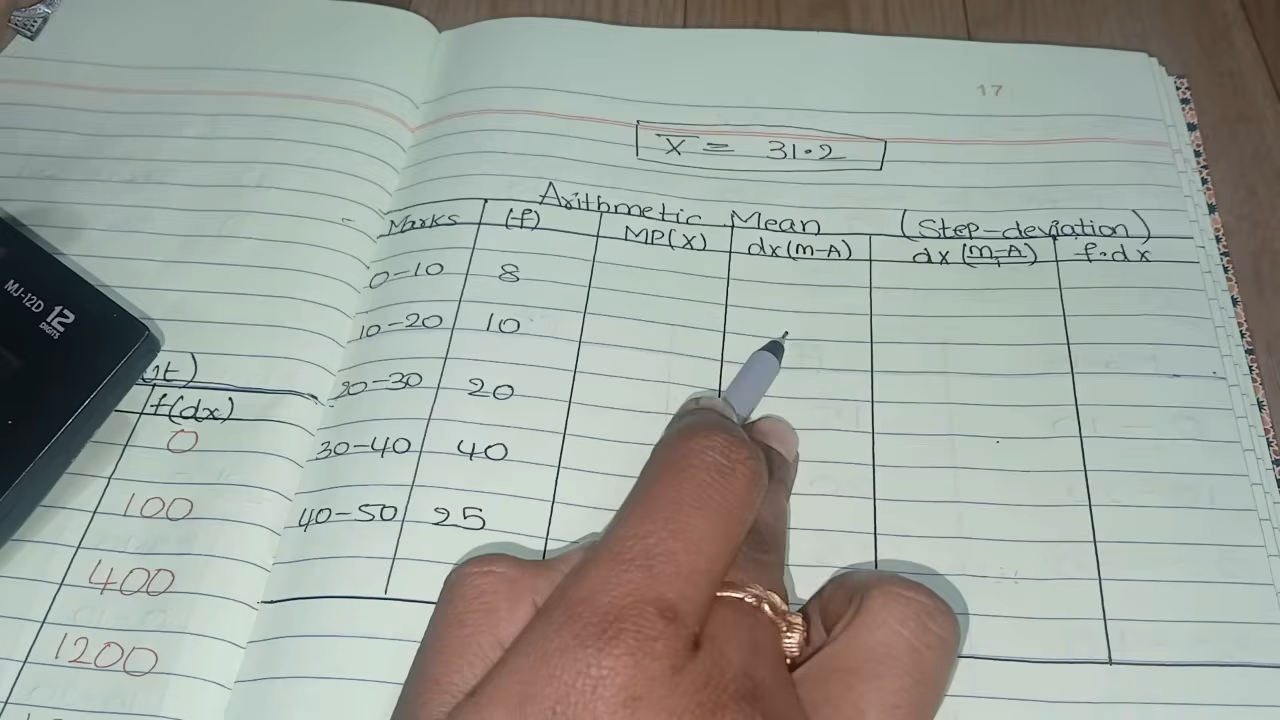 17
X̄ = 31.2
Arithmetic Mean (Step-deviation)
Marks (f) MP(X) dx(m-A) dx (m-A/i) f.dx
0-10 8
10-20 10
20-30 20
30-40 40
40-50 25
MJ-12D 12
DIGITS
f(dx)
0
100
400
1200